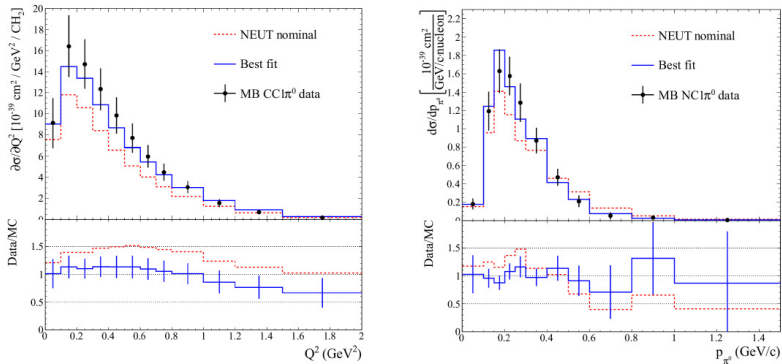 ∂σ/∂Q² [10⁻³⁹ cm² / GeV² / CH₂]
20
18
16
14
12
10
8
6
4
2
0
NEUT nominal
Best fit
MB CC1π⁰ data
Data/MC
1.5
1
0.5
0
0 0.2 0.4 0.6 0.8 1 1.2 1.4 1.6 1.8 2
Q² (GeV²)
dσ/dp_π⁰ [10⁻³⁹ cm² / GeV/c·nucleon]
2.2
2
1.8
1.6
1.4
1.2
1
0.8
0.6
0.4
0.2
0
NEUT nominal
Best fit
MB NC1π⁰ data
Data/MC
1.5
1
0.5
0
0 0.2 0.4 0.6 0.8 1 1.2 1.4
p_π⁰ (GeV/c)